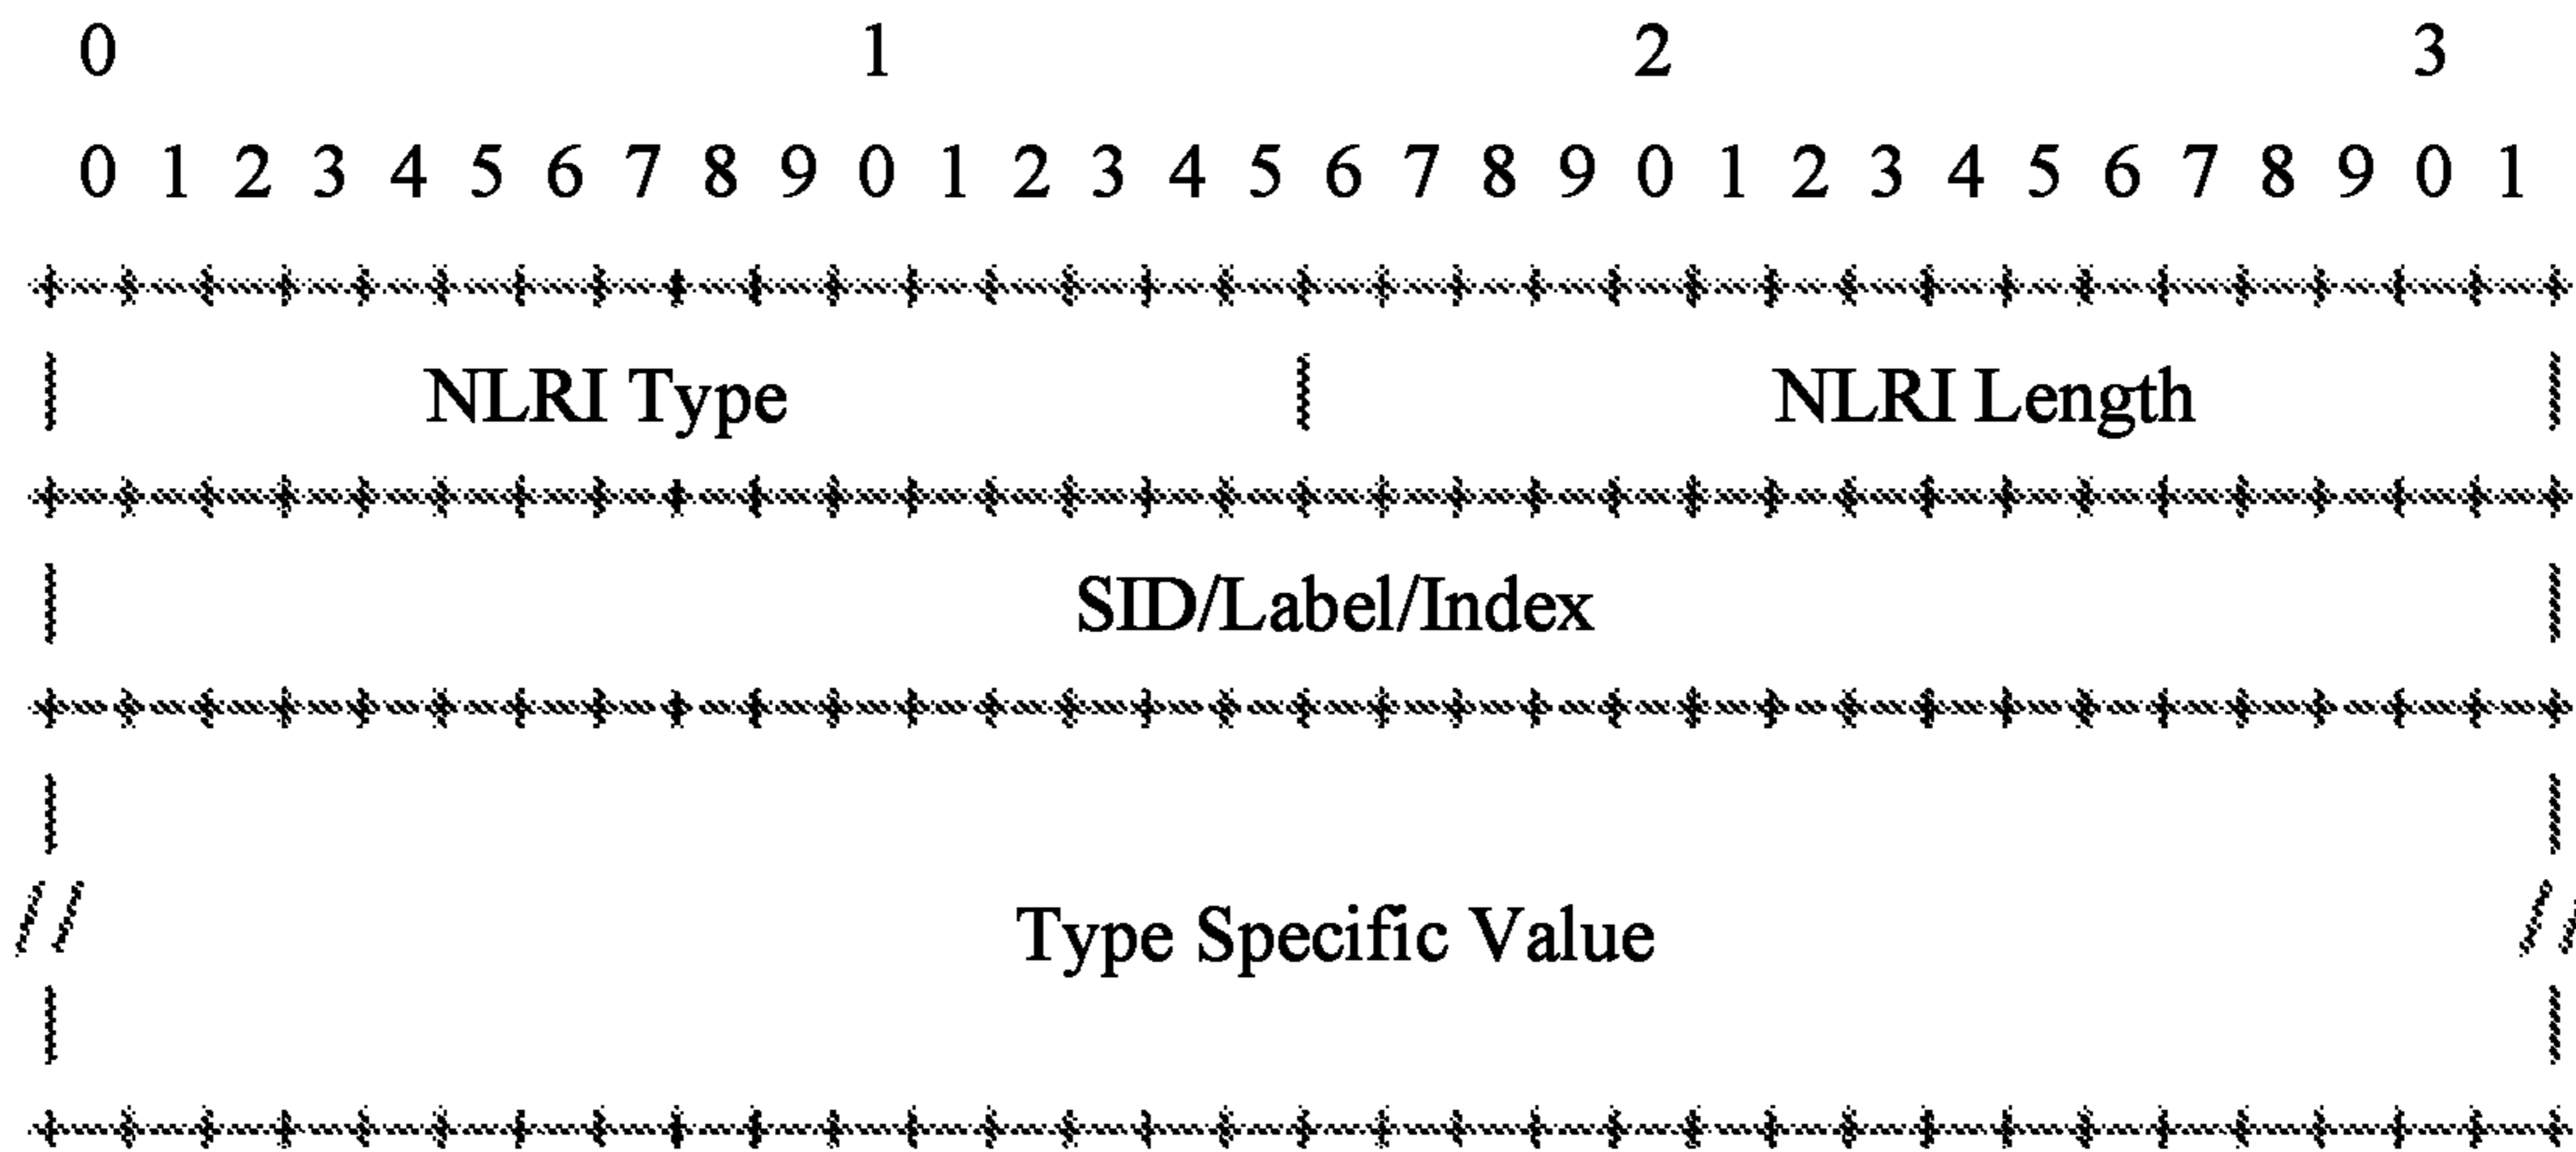 0 1 2 3
0 1 2 3 4 5 6 7 8 9 0 1 2 3 4 5 6 7 8 9 0 1 2 3 4 5 6 7 8 9 0 1
NLRI Type NLRI Length
SID/Label/Index
Type Specific Value